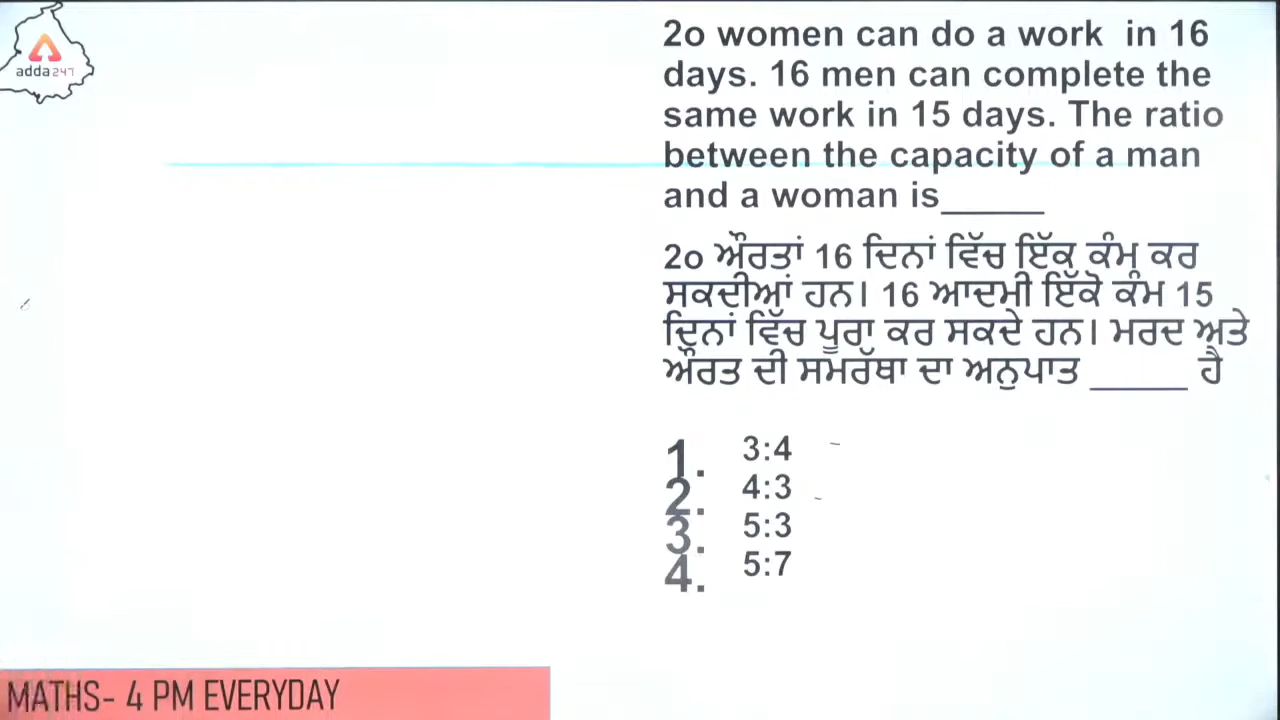 adda247
2o women can do a work in 16
days. 16 men can complete the
same work in 15 days. The ratio
between the capacity of a man
and a woman is_____
2o ਔਰਤਾਂ 16 ਦਿਨਾਂ ਵਿੱਚ ਇੱਕ ਕੰਮ ਕਰ
ਸਕਦੀਆਂ ਹਨ। 16 ਆਦਮੀ ਇੱਕੋ ਕੰਮ 15
ਦਿਨਾਂ ਵਿੱਚ ਪੂਰਾ ਕਰ ਸਕਦੇ ਹਨ। ਮਰਦ ਅਤੇ
ਔਰਤ ਦੀ ਸਮਰੱਥਾ ਦਾ ਅਨੁਪਾਤ _____ ਹੈ
1. 3:4
2. 4:3
3. 5:3
4. 5:7
MATHS- 4 PM EVERYDAY